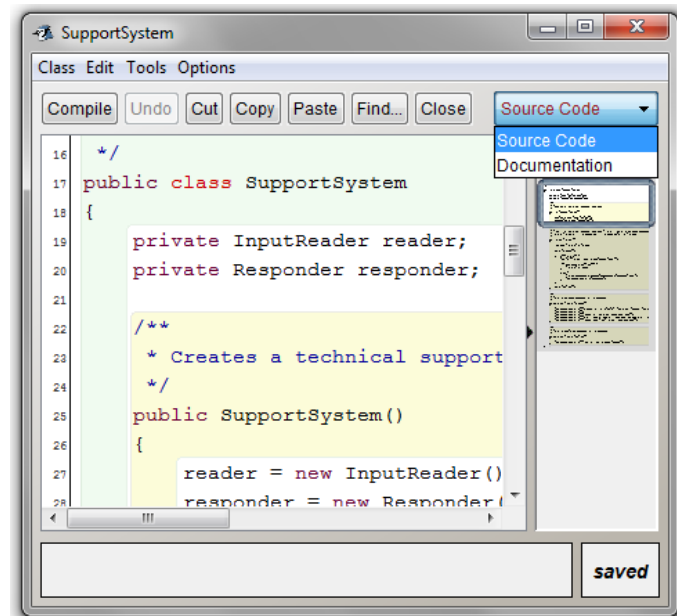 SupportSystem
Class Edit Tools Options
Compile Undo Cut Copy Paste Find... Close Source Code
Source Code
Documentation
16 */
17 public class SupportSystem
18 {
19 private InputReader reader;
20 private Responder responder;
21
22 /**
23 * Creates a technical support
24 */
25 public SupportSystem()
26 {
27 reader = new InputReader()
28 responder = new Responder(
saved